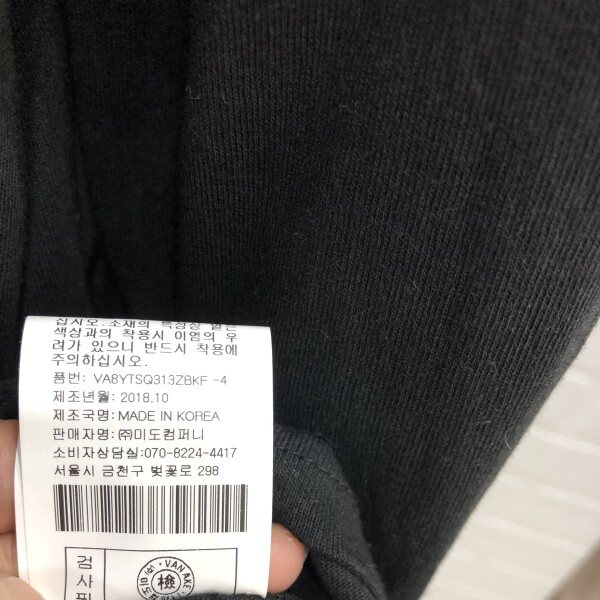 십시오.소재의 특성상 밝은
색상과의 착용시 이염의 우
려가 있으니 반드시 착용에
주의하십시오.
품번: VA8YTSQ313ZBKF -4
제조년월: 2018.10
제조국명: MADE IN KOREA
판매자명: ㈜미도컴퍼니
소비자상담실:070-8224-4417
서울시 금천구 벚꽃로 298
검사필
檢